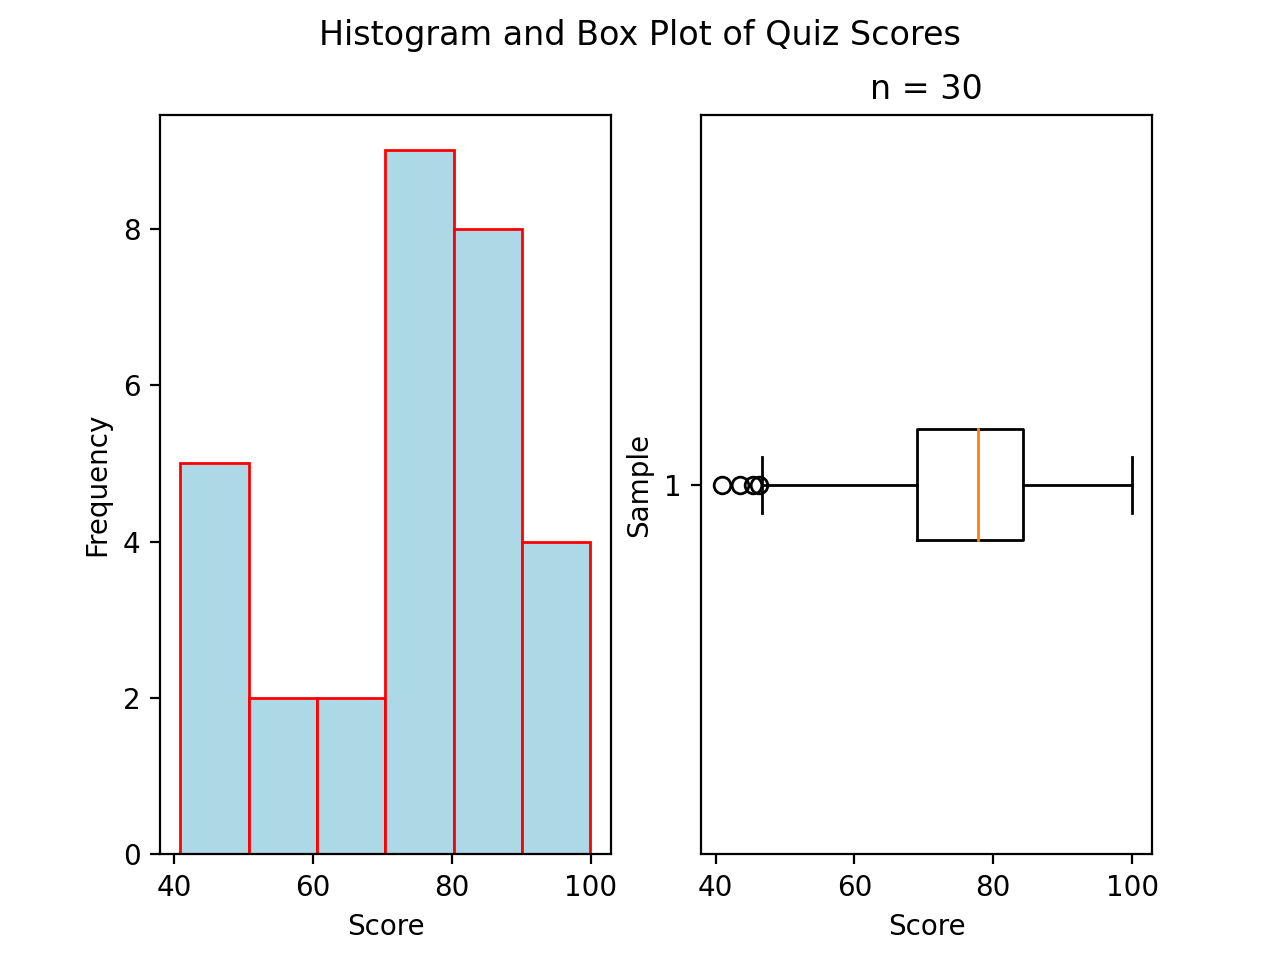 Histogram and Box Plot of Quiz Scores
Frequency
8
6
4
2
0
40 60 80 100
Score
n = 30
Sample
1
40 60 80 100
Score